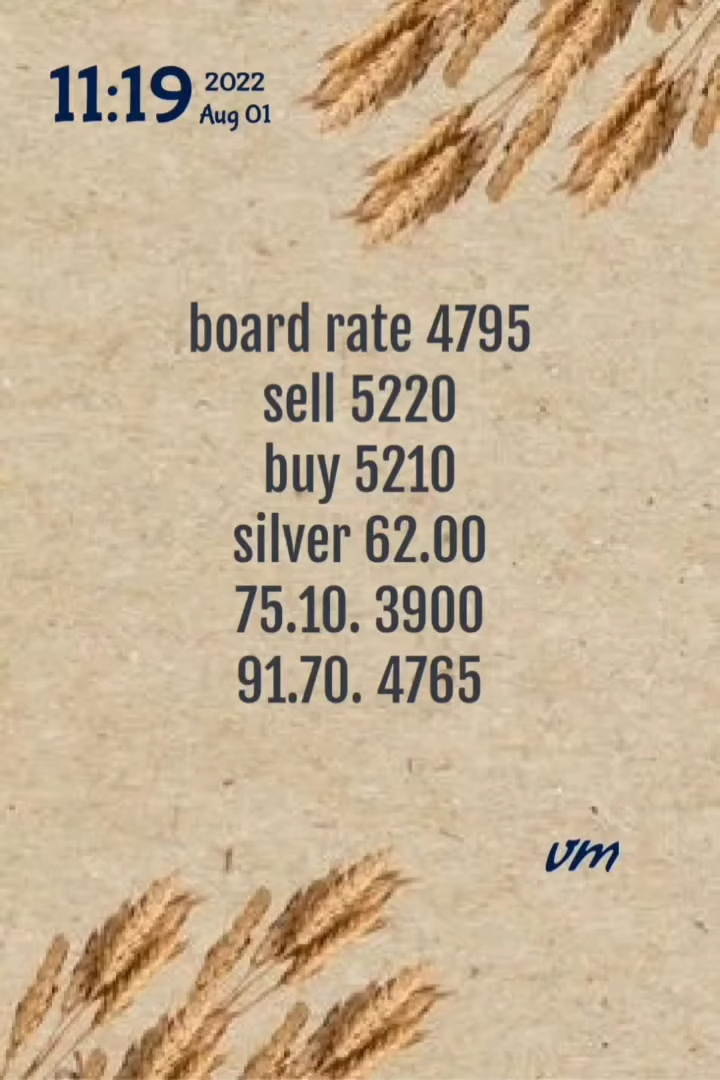 11:19
2022
Aug 01
board rate 4795
sell 5220
buy 5210
silver 62.00
75.10. 3900
91.70. 4765
vm